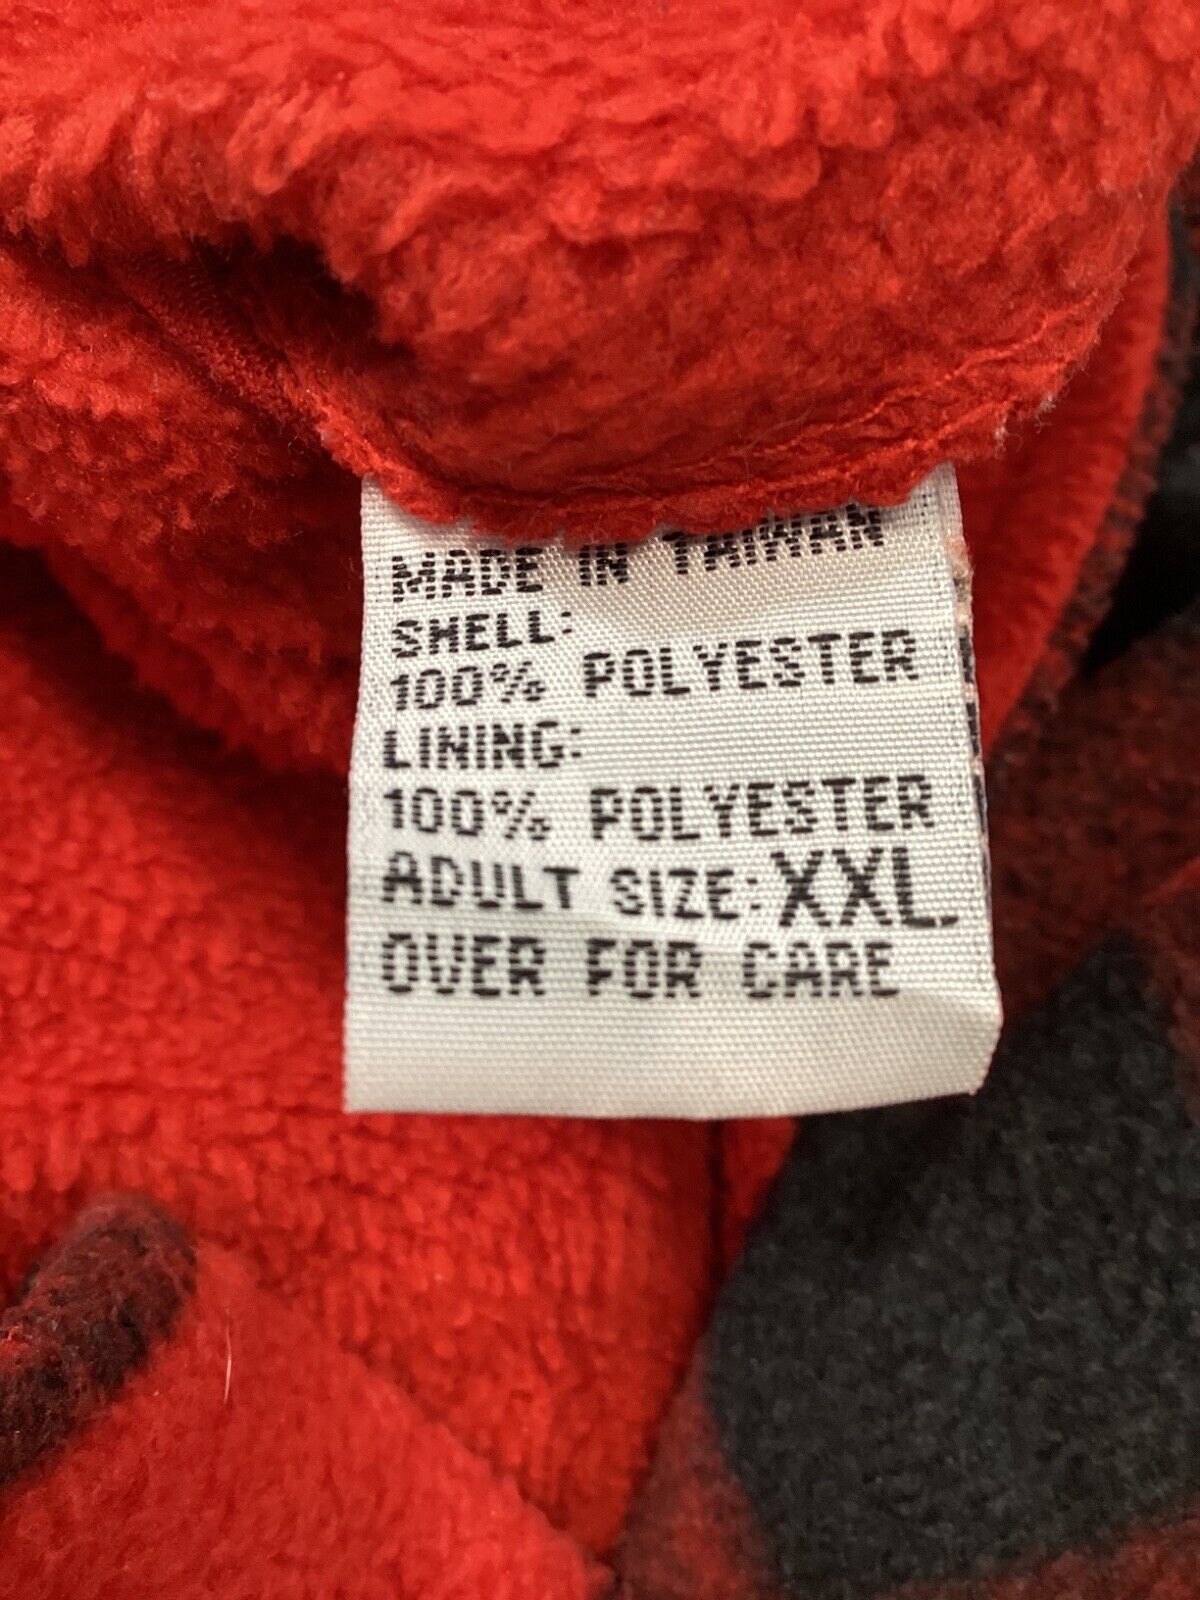 MADE IN TAIWAN
SHELL:
100% POLYESTER
LINING:
100% POLYESTER
ADULT SIZE: XXL
OVER FOR CARE